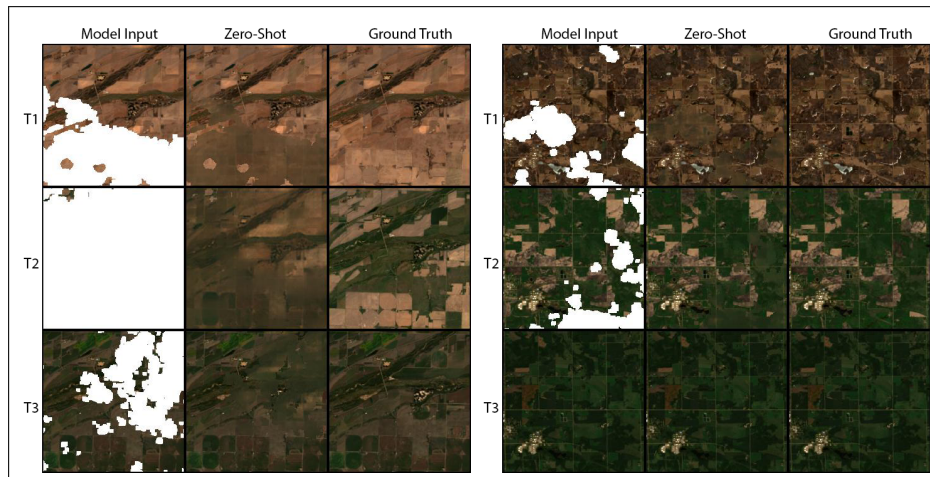 Model Input Zero-Shot Ground Truth Model Input Zero-Shot Ground Truth
T1 T1
T2 T2
T3 T3